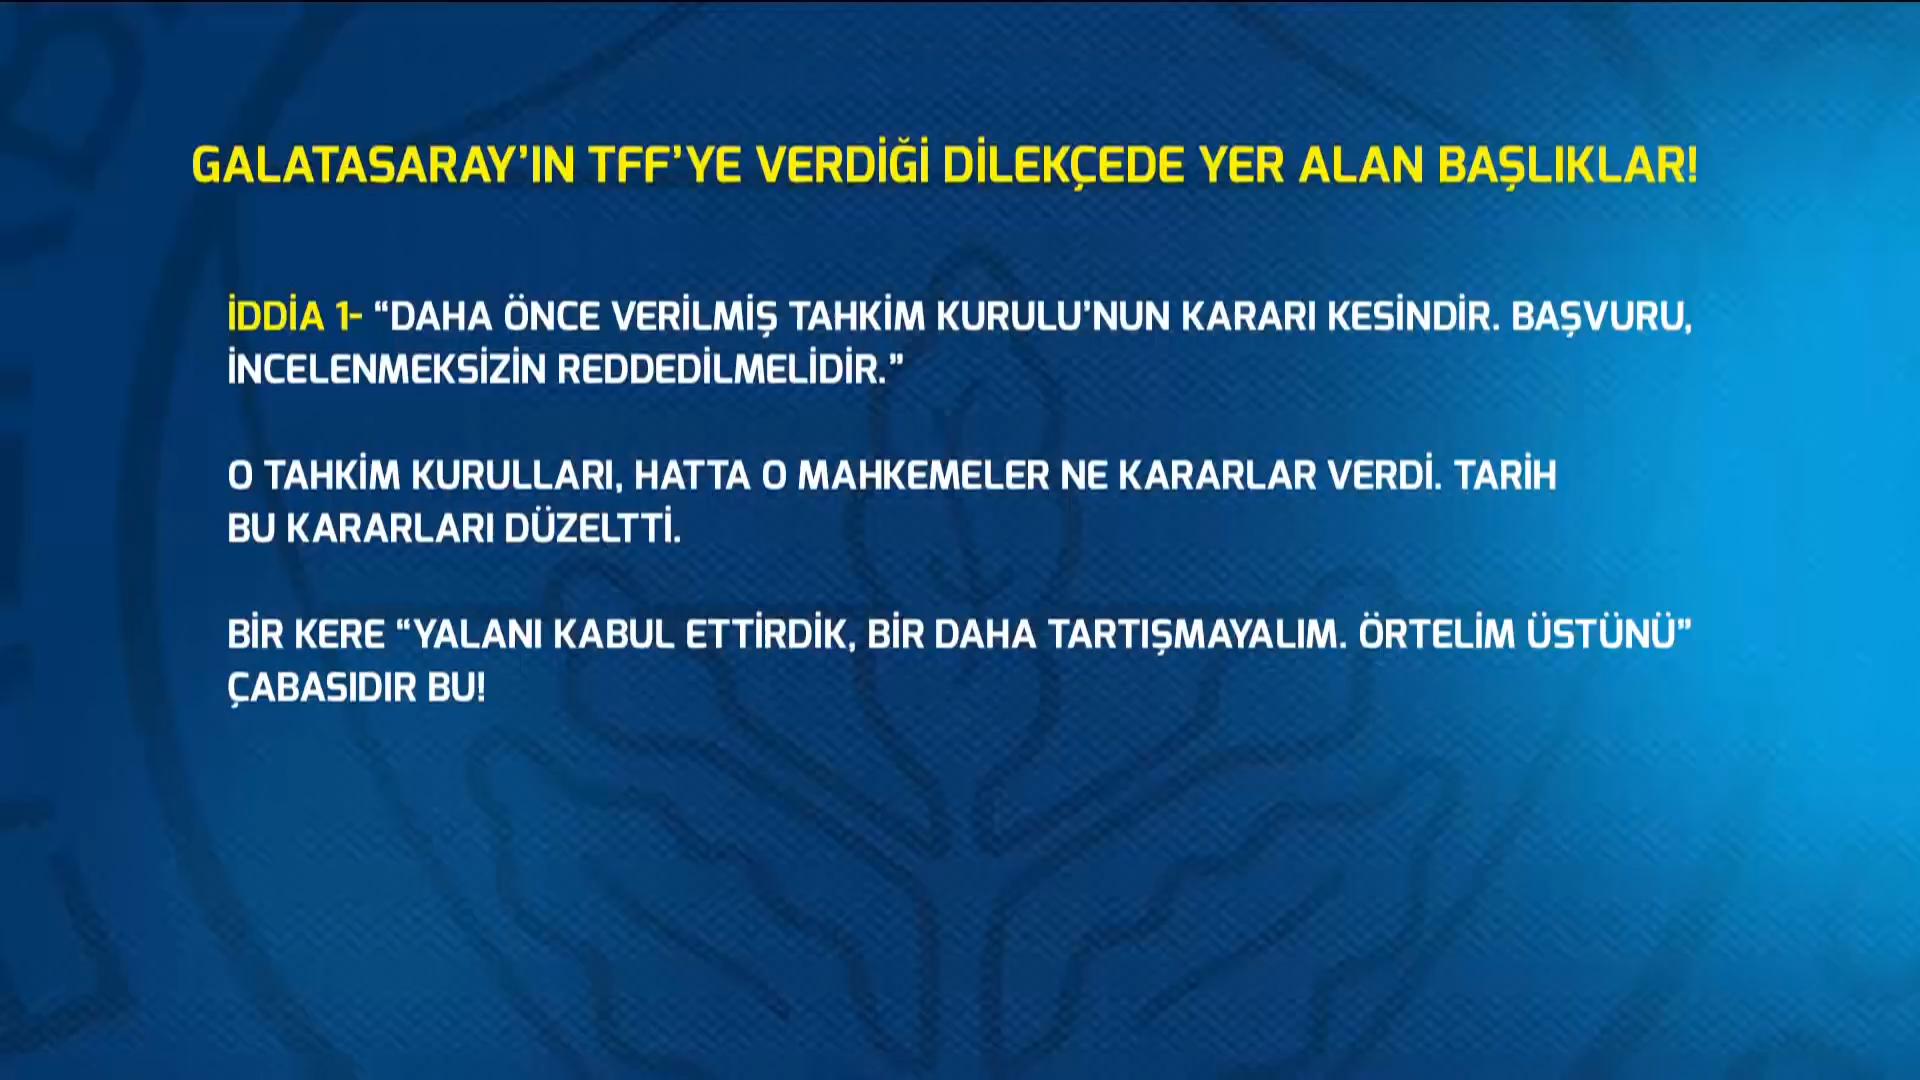 GALATASARAY’IN TFF’YE VERDİĞİ DİLEKÇEDE YER ALAN BAŞLIKLAR!
İDDİA 1- “DAHA ÖNCE VERİLMİŞ TAHKİM KURULU’NUN KARARI KESİNDİR. BAŞVURU,
İNCELENMEKSİZİN REDDEDİLMELİDİR.”
O TAHKİM KURULLARI, HATTA O MAHKEMELER NE KARARLAR VERDİ. TARİH
BU KARARLARI DÜZELTTİ.
BİR KERE “YALANI KABUL ETTİRDİK, BİR DAHA TARTIŞMAYALIM. ÖRTELİM ÜSTÜNÜ”
ÇABASIDIR BU!